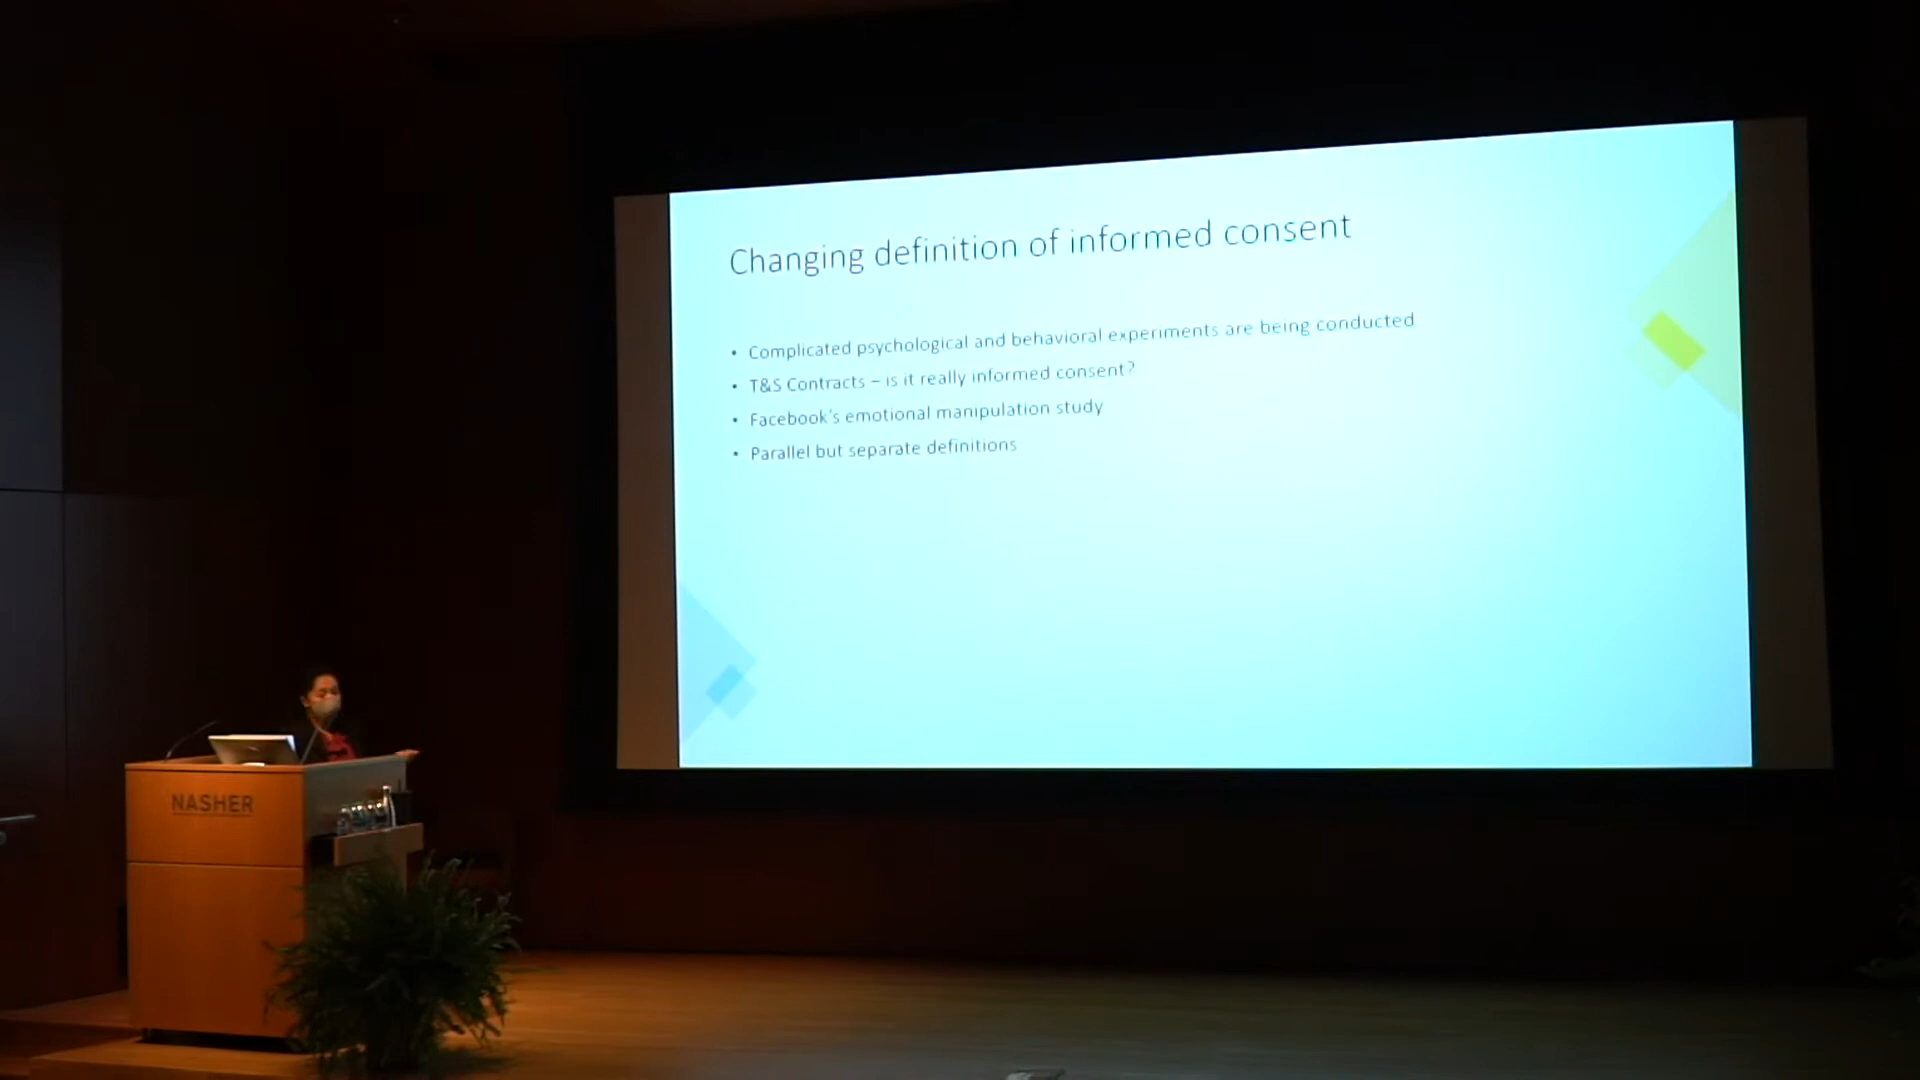 Changing definition of informed consent
• Complicated psychological and behavioral experiments are being conducted
• T&S Contracts – is it really informed consent?
• Facebook's emotional manipulation study
• Parallel but separate definitions
NASHER